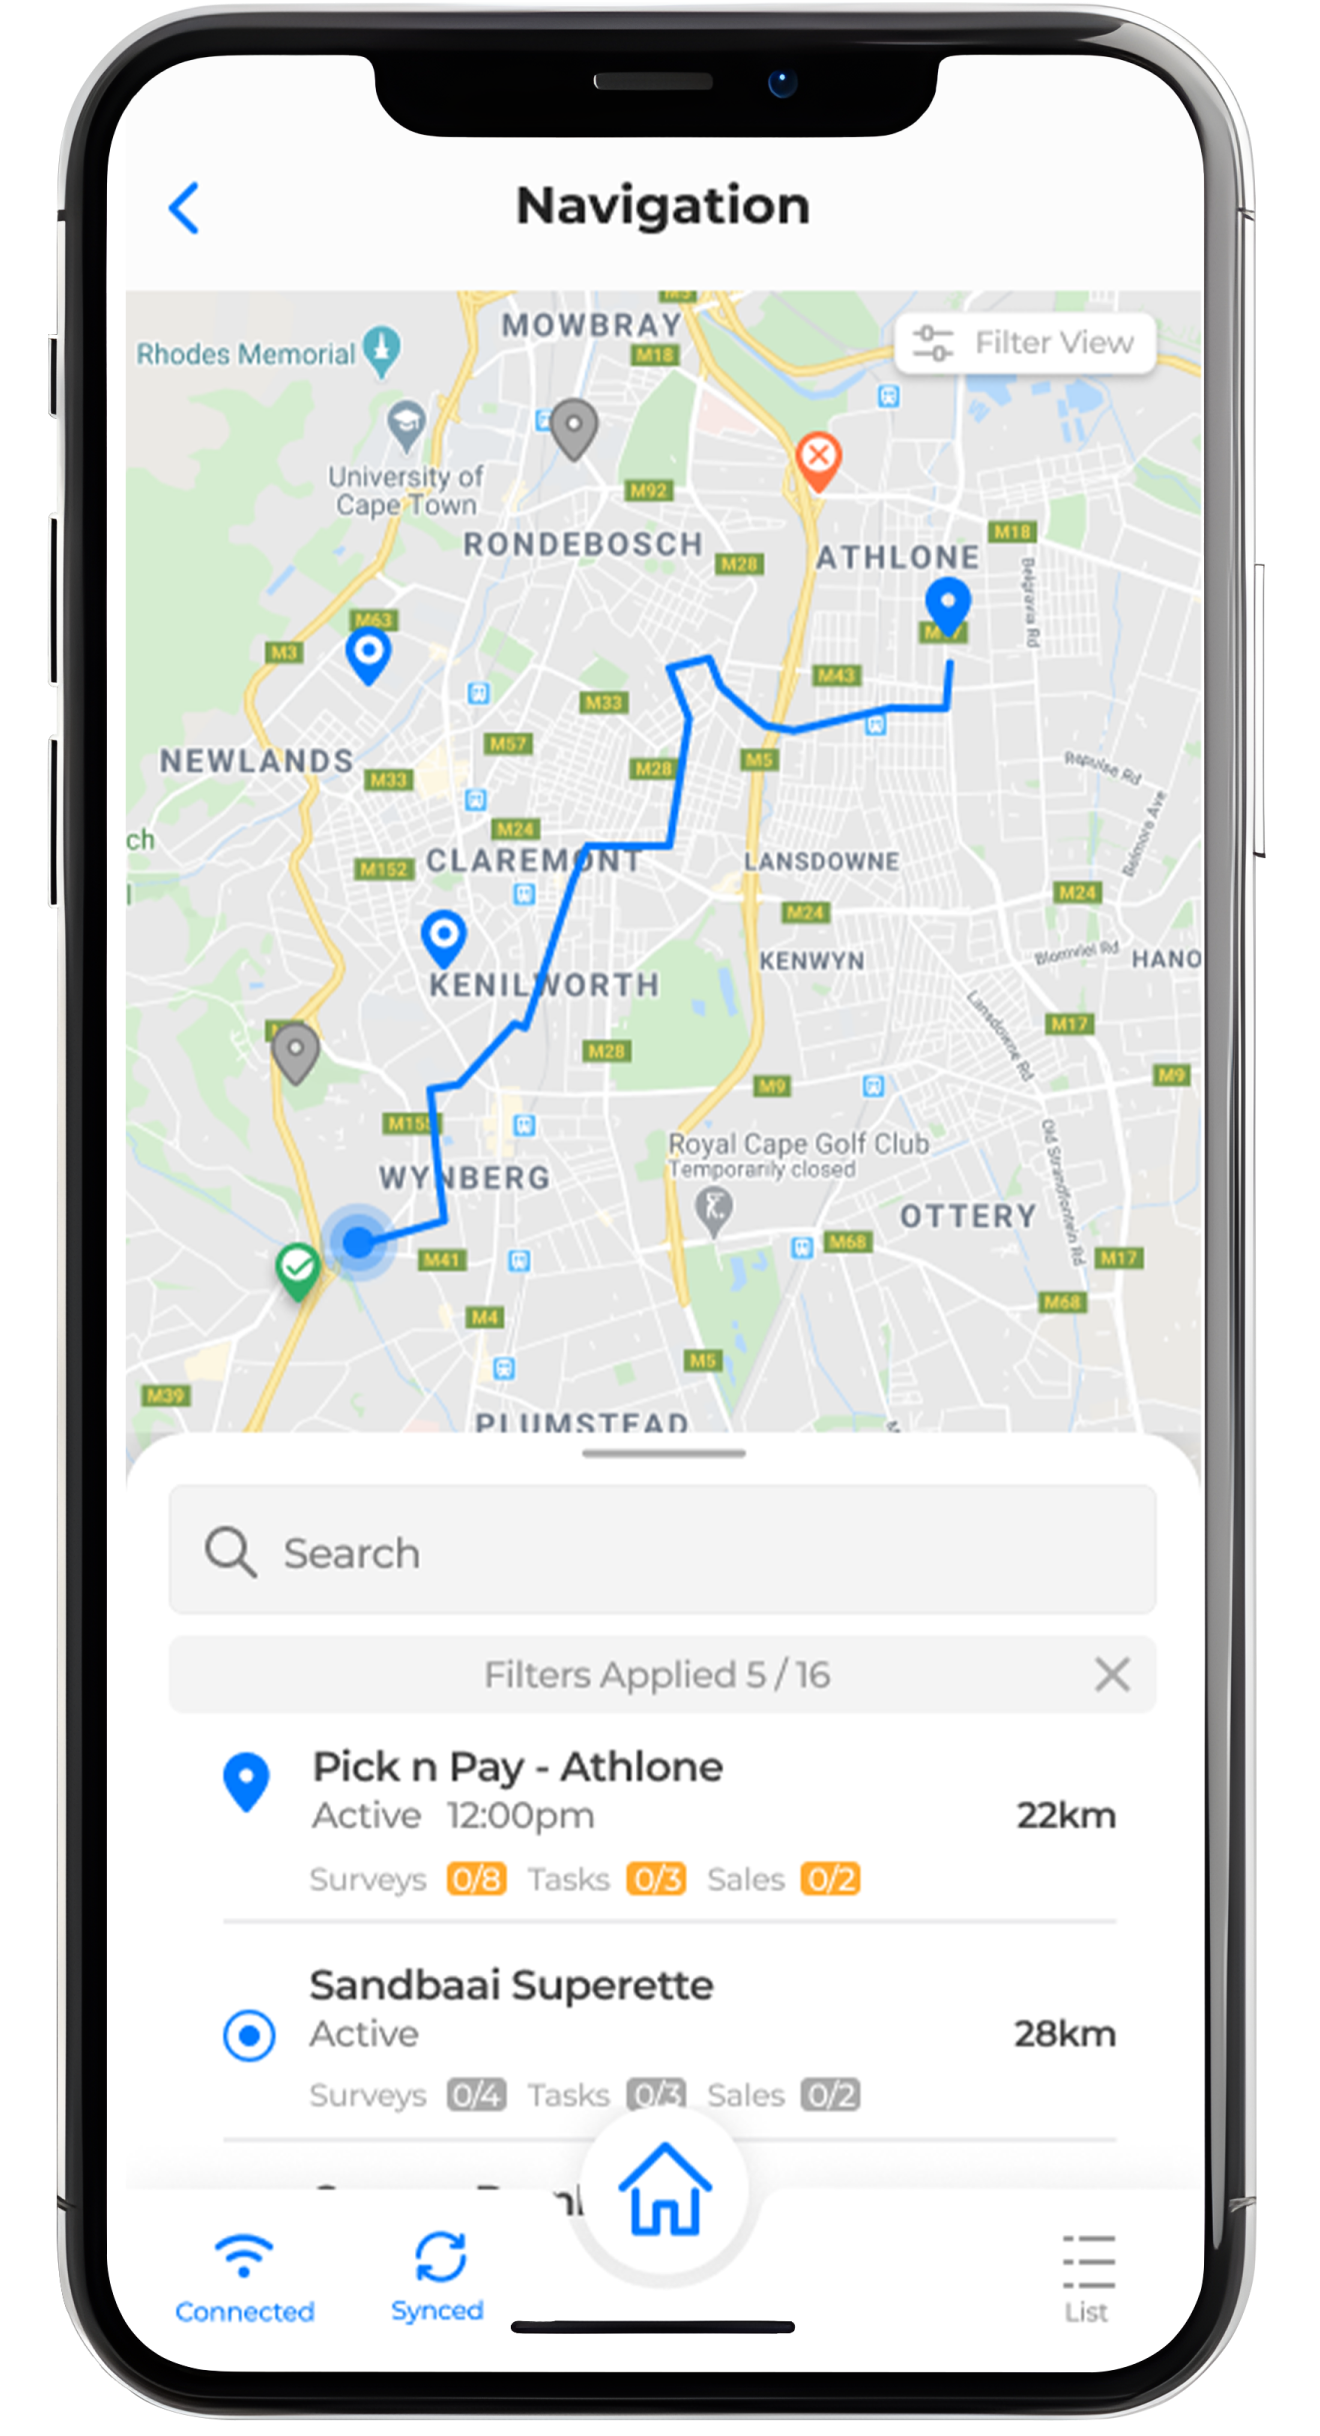 Navigation
M5
MOWBRAY
Filter View
Rhodes Memorial
M18
University of
Cape Town
M92
RONDEBOSCH
M18
ATHLONE
M28
Belgravia Rd
M63
M3
M43
M33
M57
NEWLANDS
M28
M5
Repulse Rd
M33
Belmore Ave
M24
ch
CLAREMONT
LANSDOWNE
M152
M24
M24
KENWYN
Blomvlei Rd
HANO
KENILWORTH
Lansdowne Rd
M17
M28
M9
M9
M155
Old Strandfontein Rd
Royal Cape Golf Club
Temporarily closed
WYNBERG
OTTERY
M68
M41
M17
M68
M4
M5
M39
PLUMSTEAD
Search
Filters Applied 5 / 16
Pick n Pay - Athlone
Active 12:00pm 22km
Surveys 0/8 Tasks 0/3 Sales 0/2
Sandbaai Superette
Active 28km
Surveys 0/4 Tasks 0/3 Sales 0/2
Connected
Synced
List